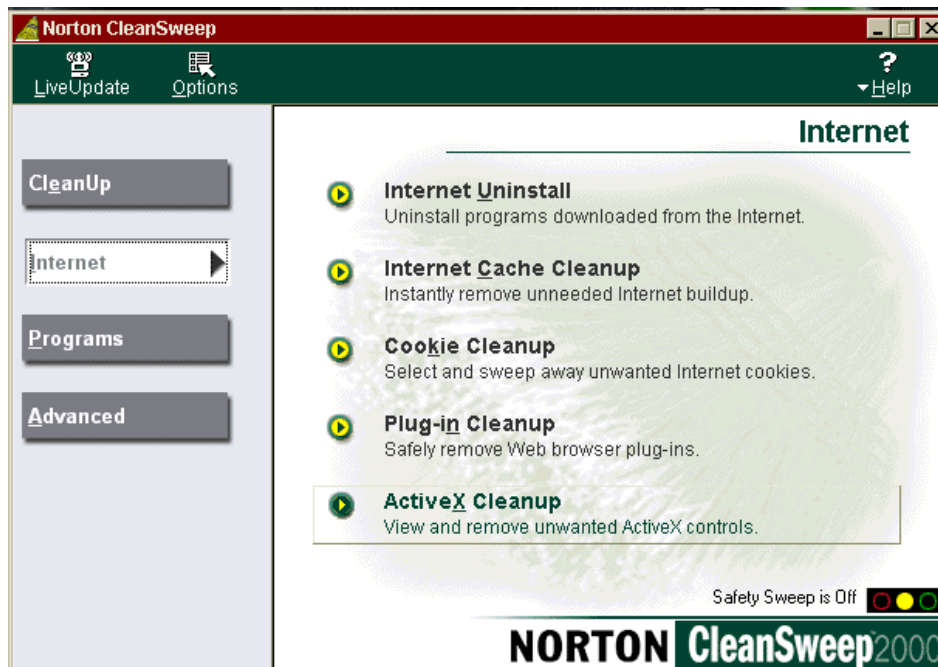 Norton CleanSweep
LiveUpdate
Options
?
Help
Internet
CleanUp
Internet
Programs
Advanced
Internet Uninstall
Uninstall programs downloaded from the Internet.
Internet Cache Cleanup
Instantly remove unneeded Internet buildup.
Cookie Cleanup
Select and sweep away unwanted Internet cookies.
Plug-in Cleanup
Safely remove Web browser plug-ins.
ActiveX Cleanup
View and remove unwanted ActiveX controls.
Safety Sweep is Off
NORTON CleanSweep™2000